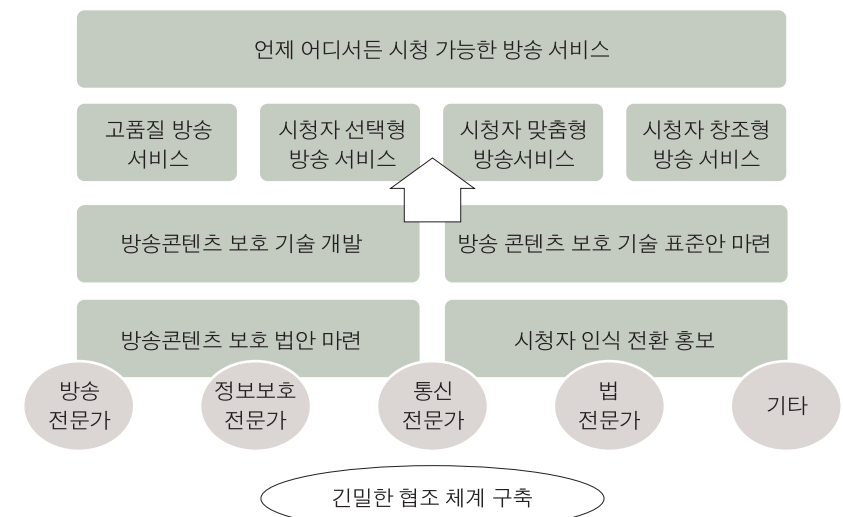 언제 어디서든 시청 가능한 방송 서비스
고품질 방송
서비스
시청자 선택형
방송 서비스
시청자 맞춤형
방송서비스
시청자 창조형
방송 서비스
방송콘텐츠 보호 기술 개발
방송 콘텐츠 보호 기술 표준안 마련
방송콘텐츠 보호 법안 마련
시청자 인식 전환 홍보
방송
전문가
정보보호
전문가
통신
전문가
법
전문가
기타
긴밀한 협조 체계 구축